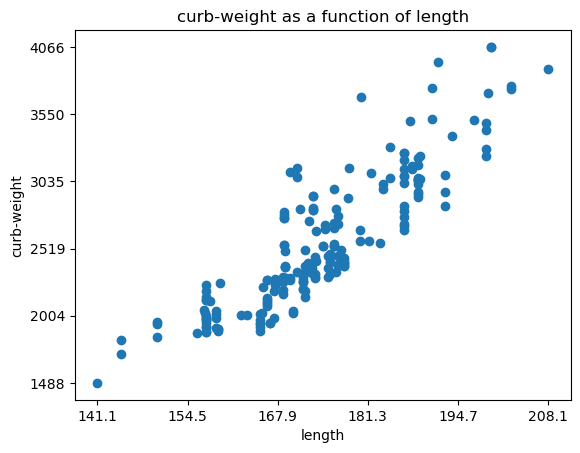 curb-weight as a function of length
4066
3550
3035
2519
2004
1488
curb-weight
141.1 154.5 167.9 181.3 194.7 208.1
length